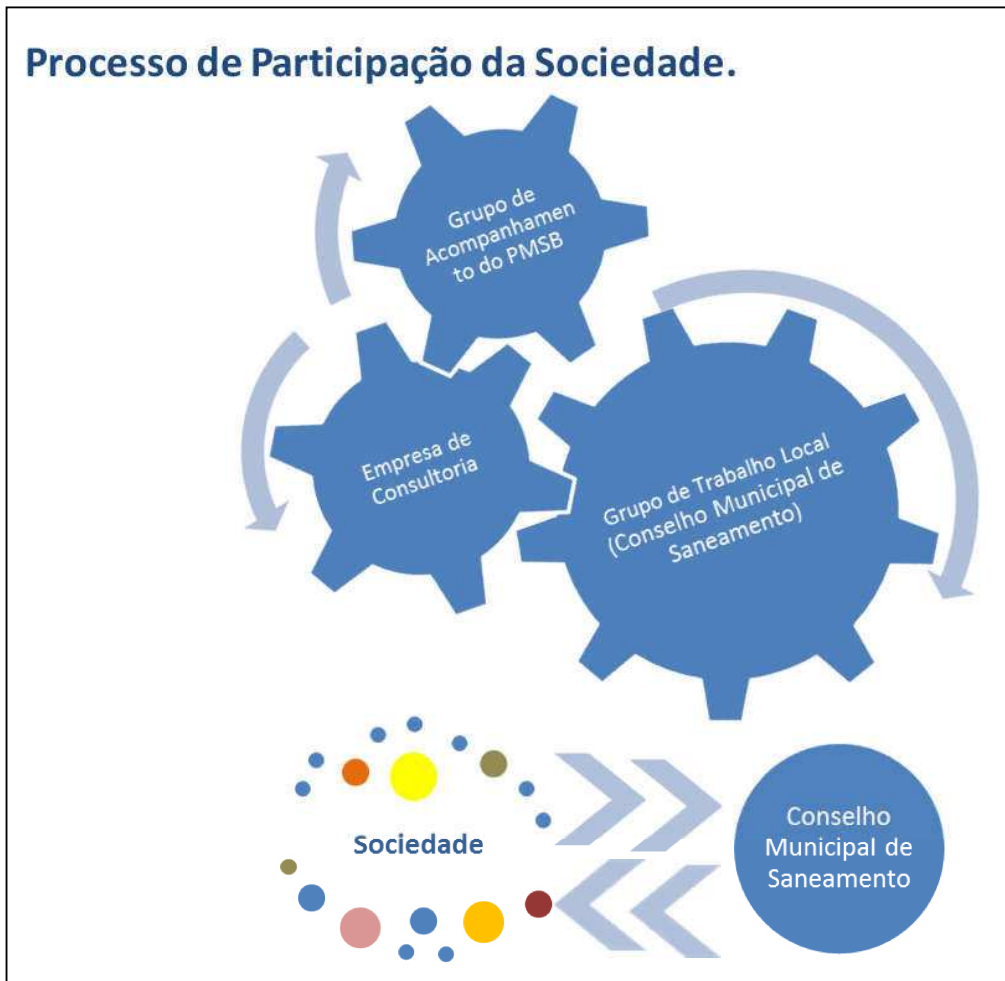 Processo de Participação da Sociedade.
Grupo de
Acompanhamen
to do PMSB
Empresa de
Consultoria
Grupo de Trabalho Local
(Conselho Municipal de
Saneamento)
Sociedade
Conselho
Municipal de
Saneamento